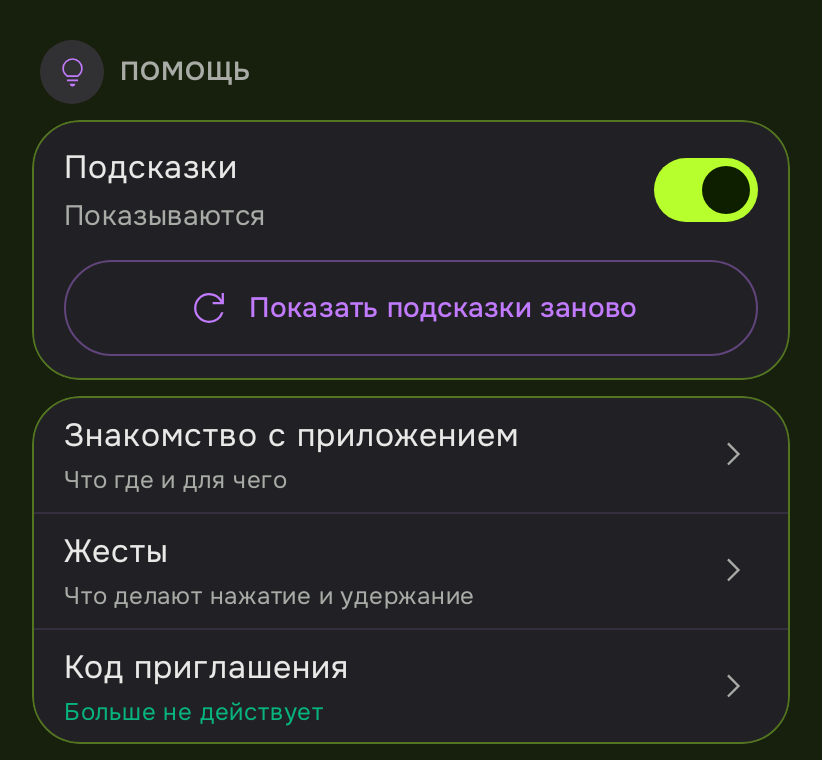 ПОМОЩЬ
Подсказки
Показываются
Показать подсказки заново
Знакомство с приложением
Что где и для чего
Жесты
Что делают нажатие и удержание
Код приглашения
Больше не действует